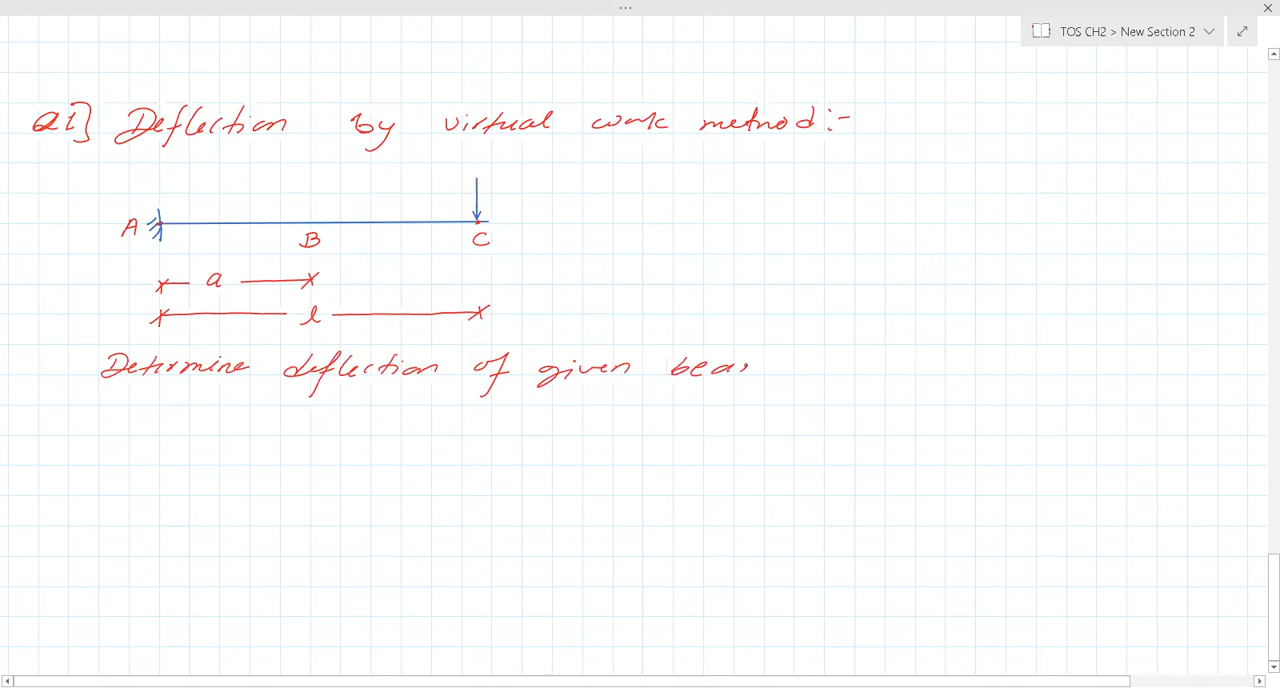 TOS CH2 > New Section 2
Q1] Deflection by virtual work method :-
A
B
C
a
l
Determine deflection of given bea